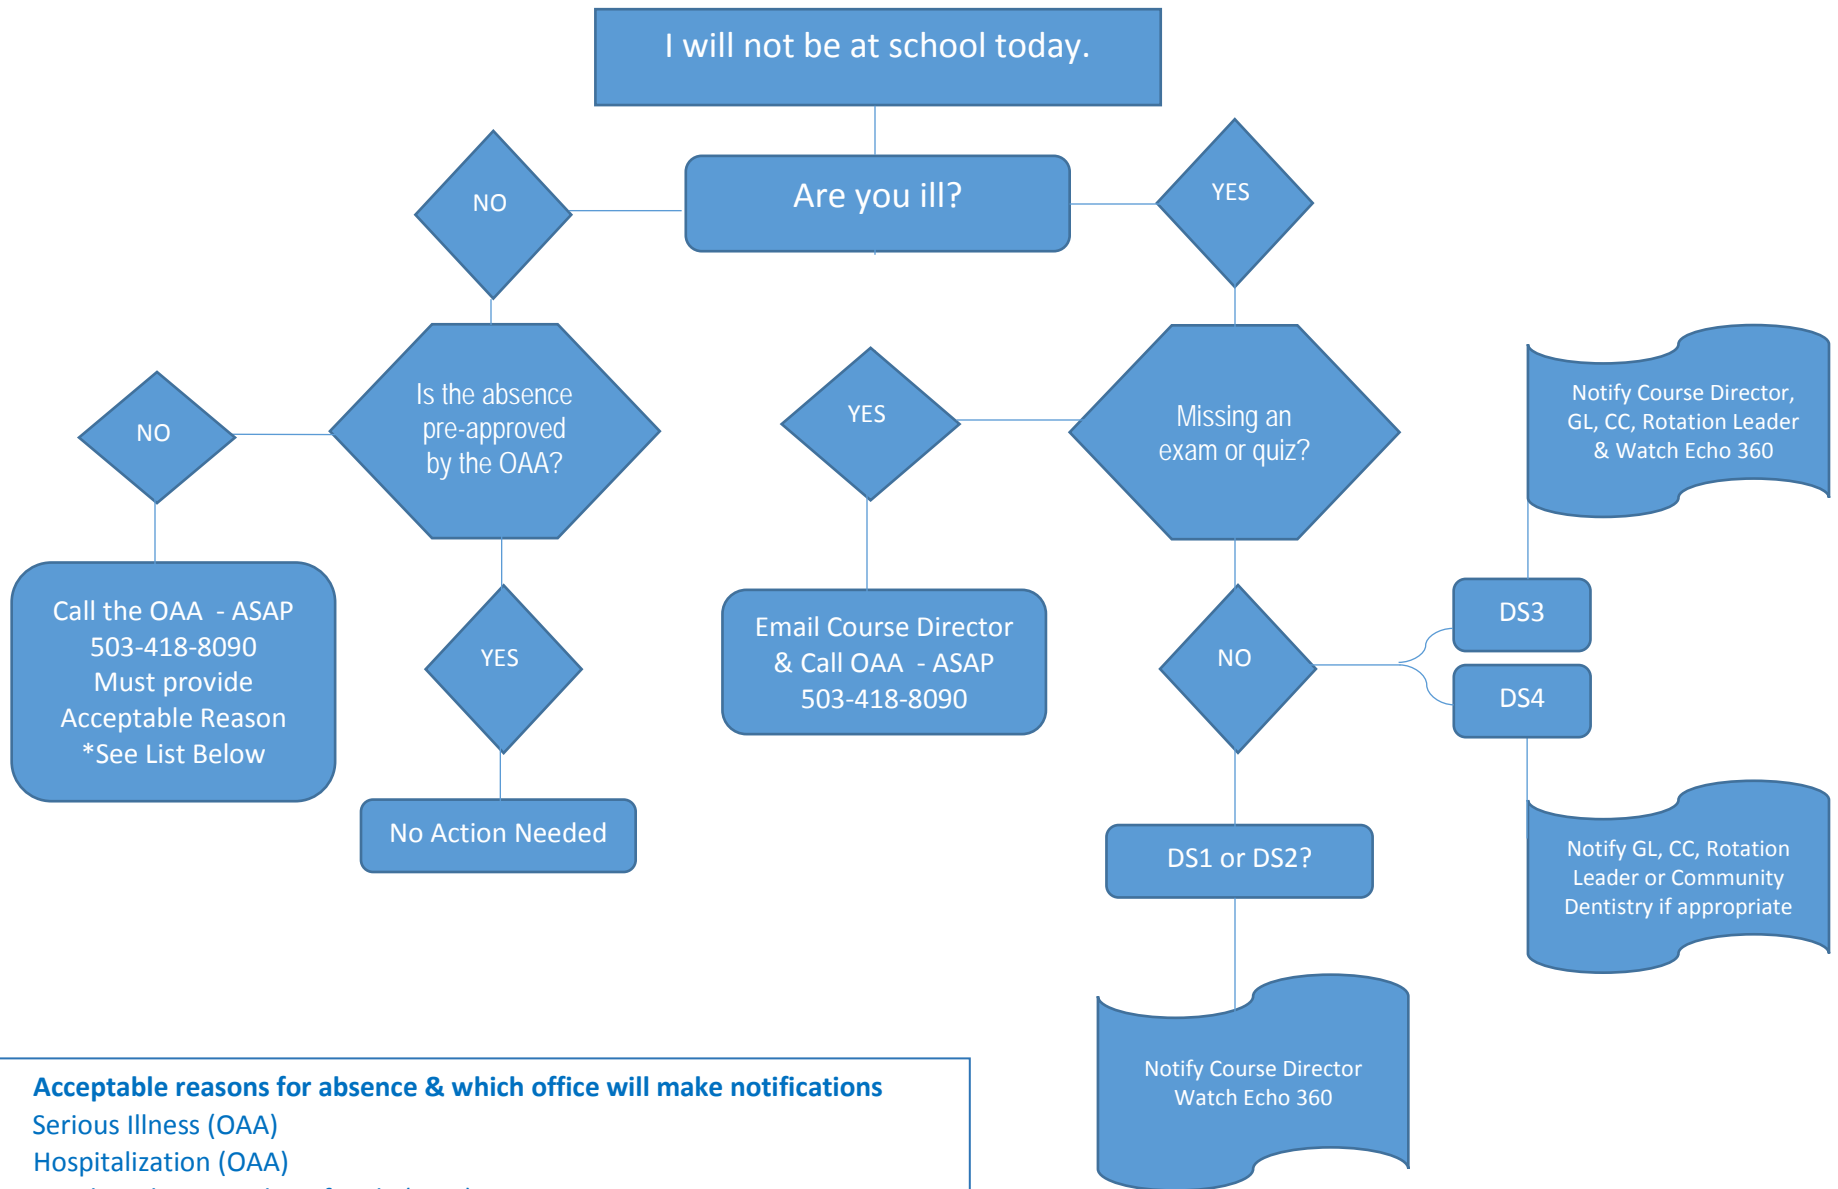 I will not be at school today.
Are you ill?
NO
YES
Is the absence
pre-approved
by the OAA?
NO
Call the OAA - ASAP
503-418-8090
Must provide
Acceptable Reason
*See List Below
YES
No Action Needed
Missing an
exam or quiz?
YES
Email Course Director
& Call OAA - ASAP
503-418-8090
NO
DS3
Notify Course Director,
GL, CC, Rotation Leader
& Watch Echo 360
DS4
Notify GL, CC, Rotation
Leader or Community
Dentistry if appropriate
DS1 or DS2?
Notify Course Director
Watch Echo 360
Acceptable reasons for absence & which office will make notifications
Serious Illness (OAA)
Hospitalization (OAA)